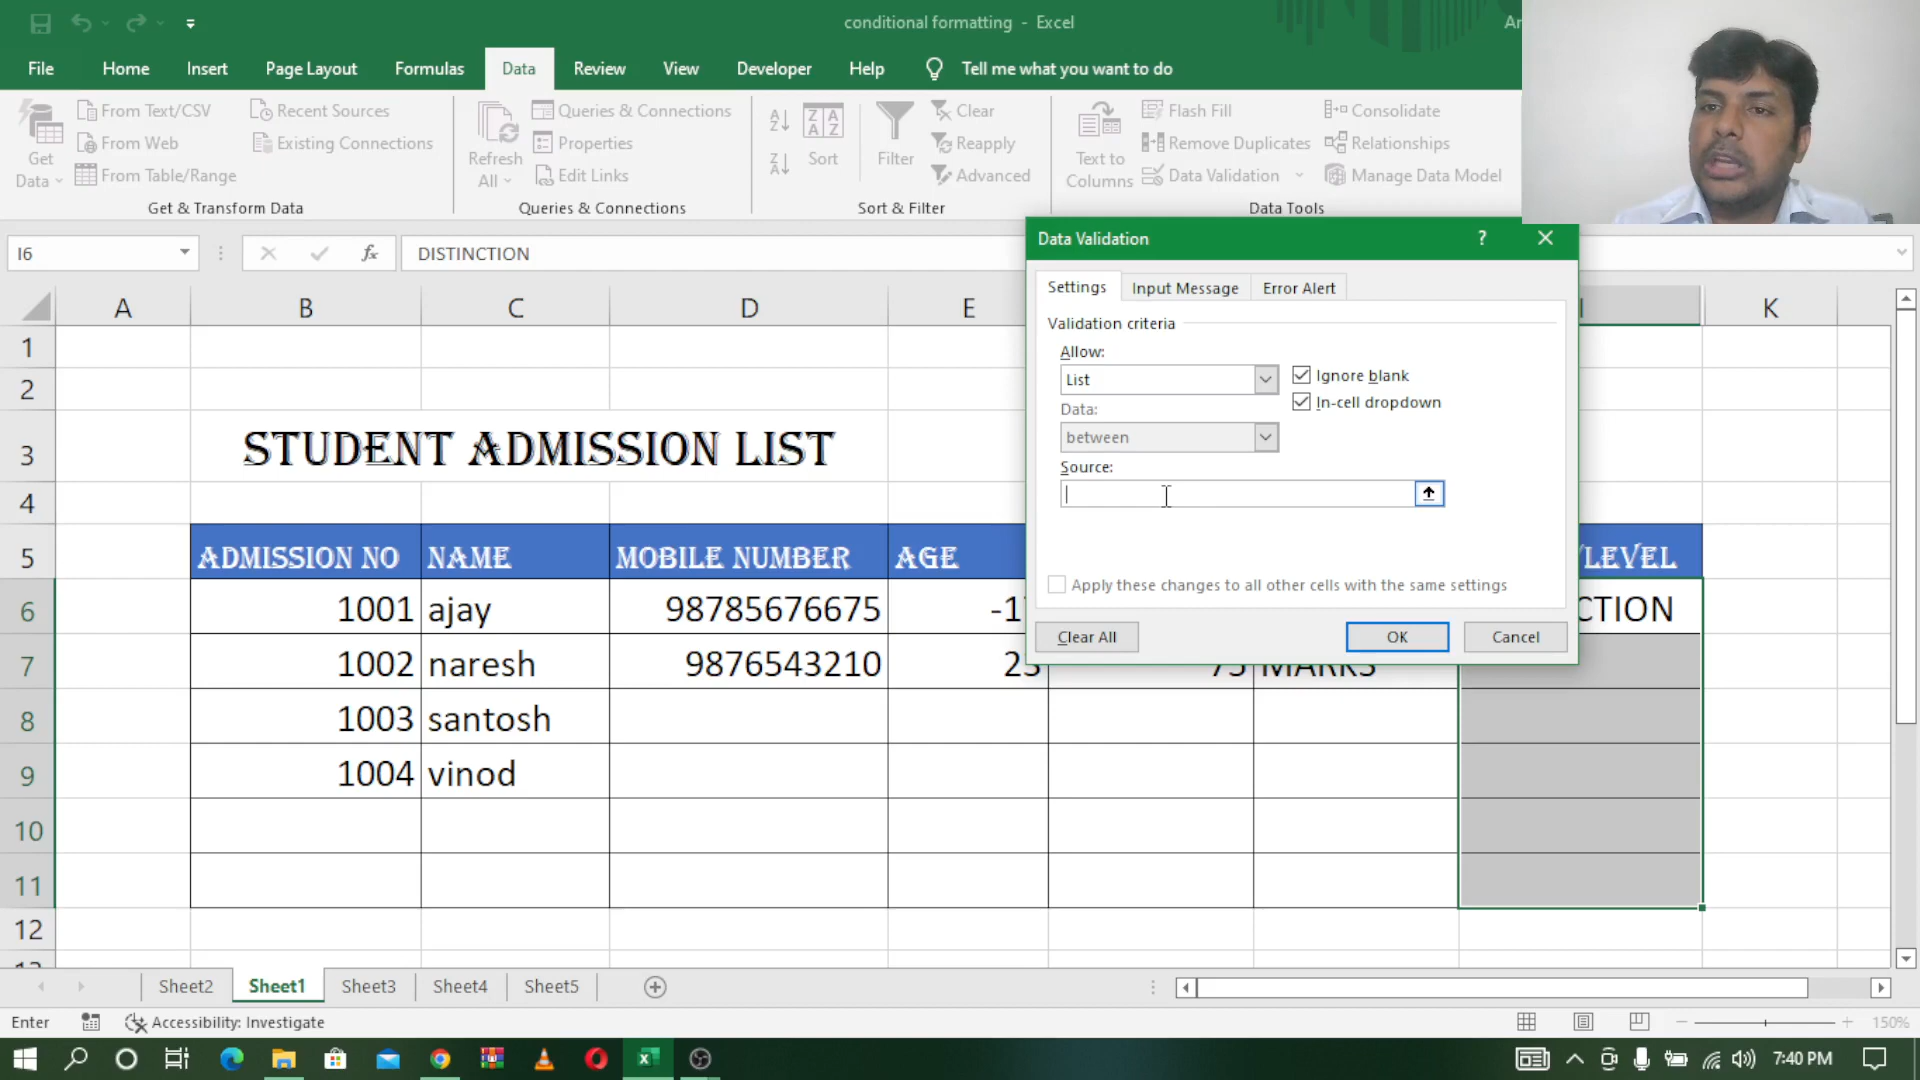 conditional formatting - Excel
File Home Insert Page Layout Formulas Data Review View Developer Help Tell me what you want to do
From Text/CSV Recent Sources Queries & Connections Clear Flash Fill Consolidate
From Web Existing Connections Properties Reapply Remove Duplicates Relationships
Get Data From Table/Range Refresh All Edit Links Sort Filter Advanced Text to Columns Data Validation Manage Data Model
Get & Transform Data Queries & Connections Sort & Filter Data Tools
I6 fx DISTINCTION
Data Validation ?
Settings Input Message Error Alert
Validation criteria
Allow:
List Ignore blank
In-cell dropdown
Data:
between
Source:
Apply these changes to all other cells with the same settings
Clear All OK Cancel
A B C D E I K
1
2
3 STUDENT ADMISSION LIST
4
5 ADMISSION NO NAME MOBILE NUMBER AGE LEVEL
6 1001 ajay 98785676675 CTION
7 1002 naresh 9876543210 23 75 MARKS
8 1003 santosh
9 1004 vinod
10
11
12
Sheet2 Sheet1 Sheet3 Sheet4 Sheet5
Enter Accessibility: Investigate 150%
7:40 PM